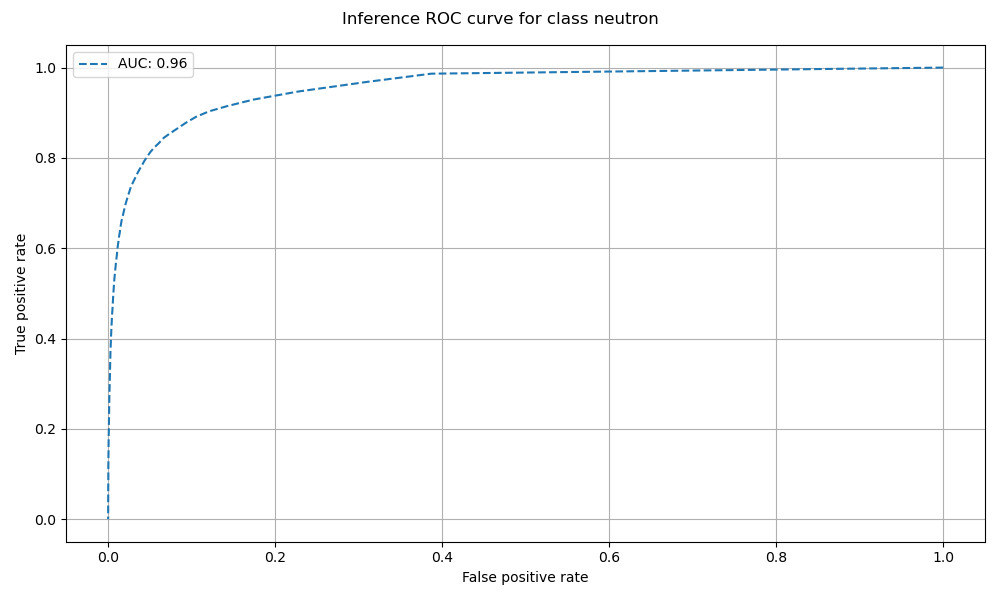 Inference ROC curve for class neutron
AUC: 0.96
True positive rate
1.0
0.8
0.6
0.4
0.2
0.0
0.0 0.2 0.4 0.6 0.8 1.0
False positive rate